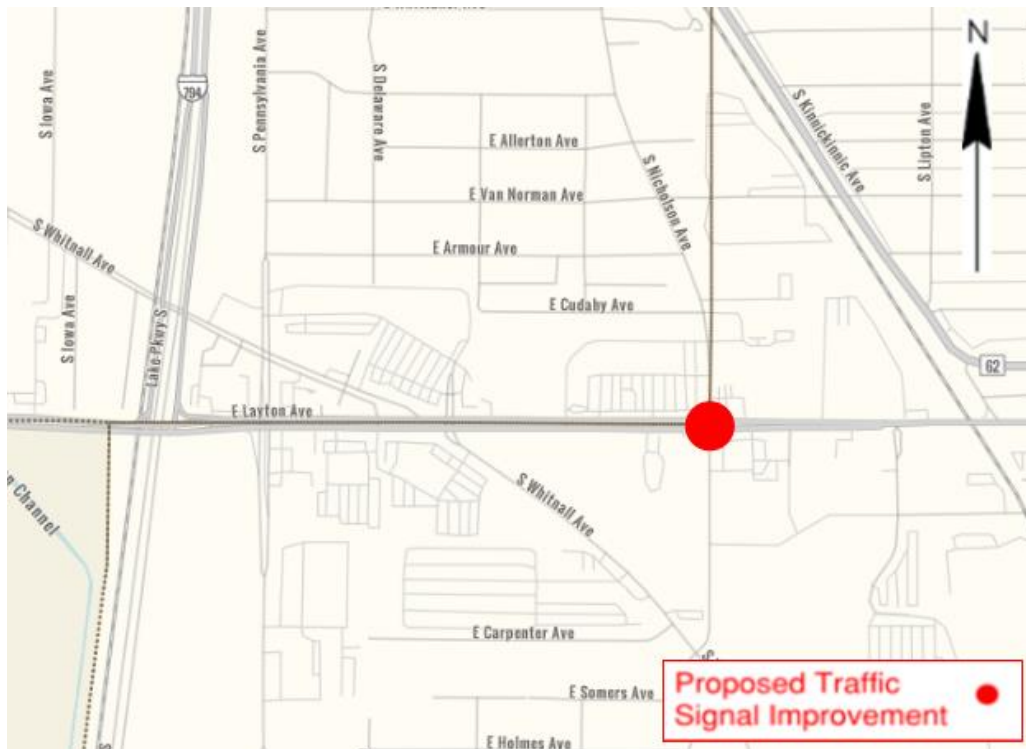 N
794
S Iowa Ave
S Pennsylvania Ave
S Delaware Ave
E Allerton Ave
S Kinnickinnic Ave
S Lipton Ave
E Van Norman Ave
S Nicholson Ave
S Whitnall Ave
E Armour Ave
E Cudahy Ave
S Iowa Ave
Lake Pkwy S
62
E Layton Ave
S Whitnall Ave
Channel
E Carpenter Ave
E Somers Ave
E Holmes Ave
Proposed Traffic
Signal Improvement